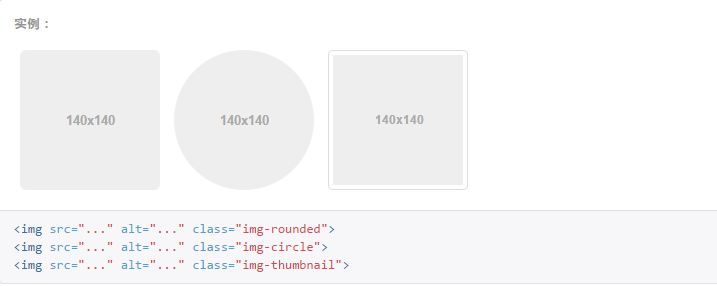 实例：
140x140 140x140 140x140
<img src="..." alt="..." class="img-rounded">
<img src="..." alt="..." class="img-circle">
<img src="..." alt="..." class="img-thumbnail">